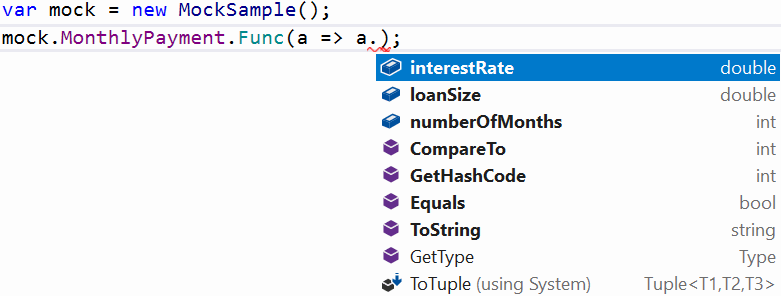 var mock = new MockSample();
mock.MonthlyPayment.Func(a => a.);
interestRate double
loanSize double
numberOfMonths int
CompareTo int
GetHashCode int
Equals bool
ToString string
GetType Type
ToTuple (using System) Tuple<T1,T2,T3>